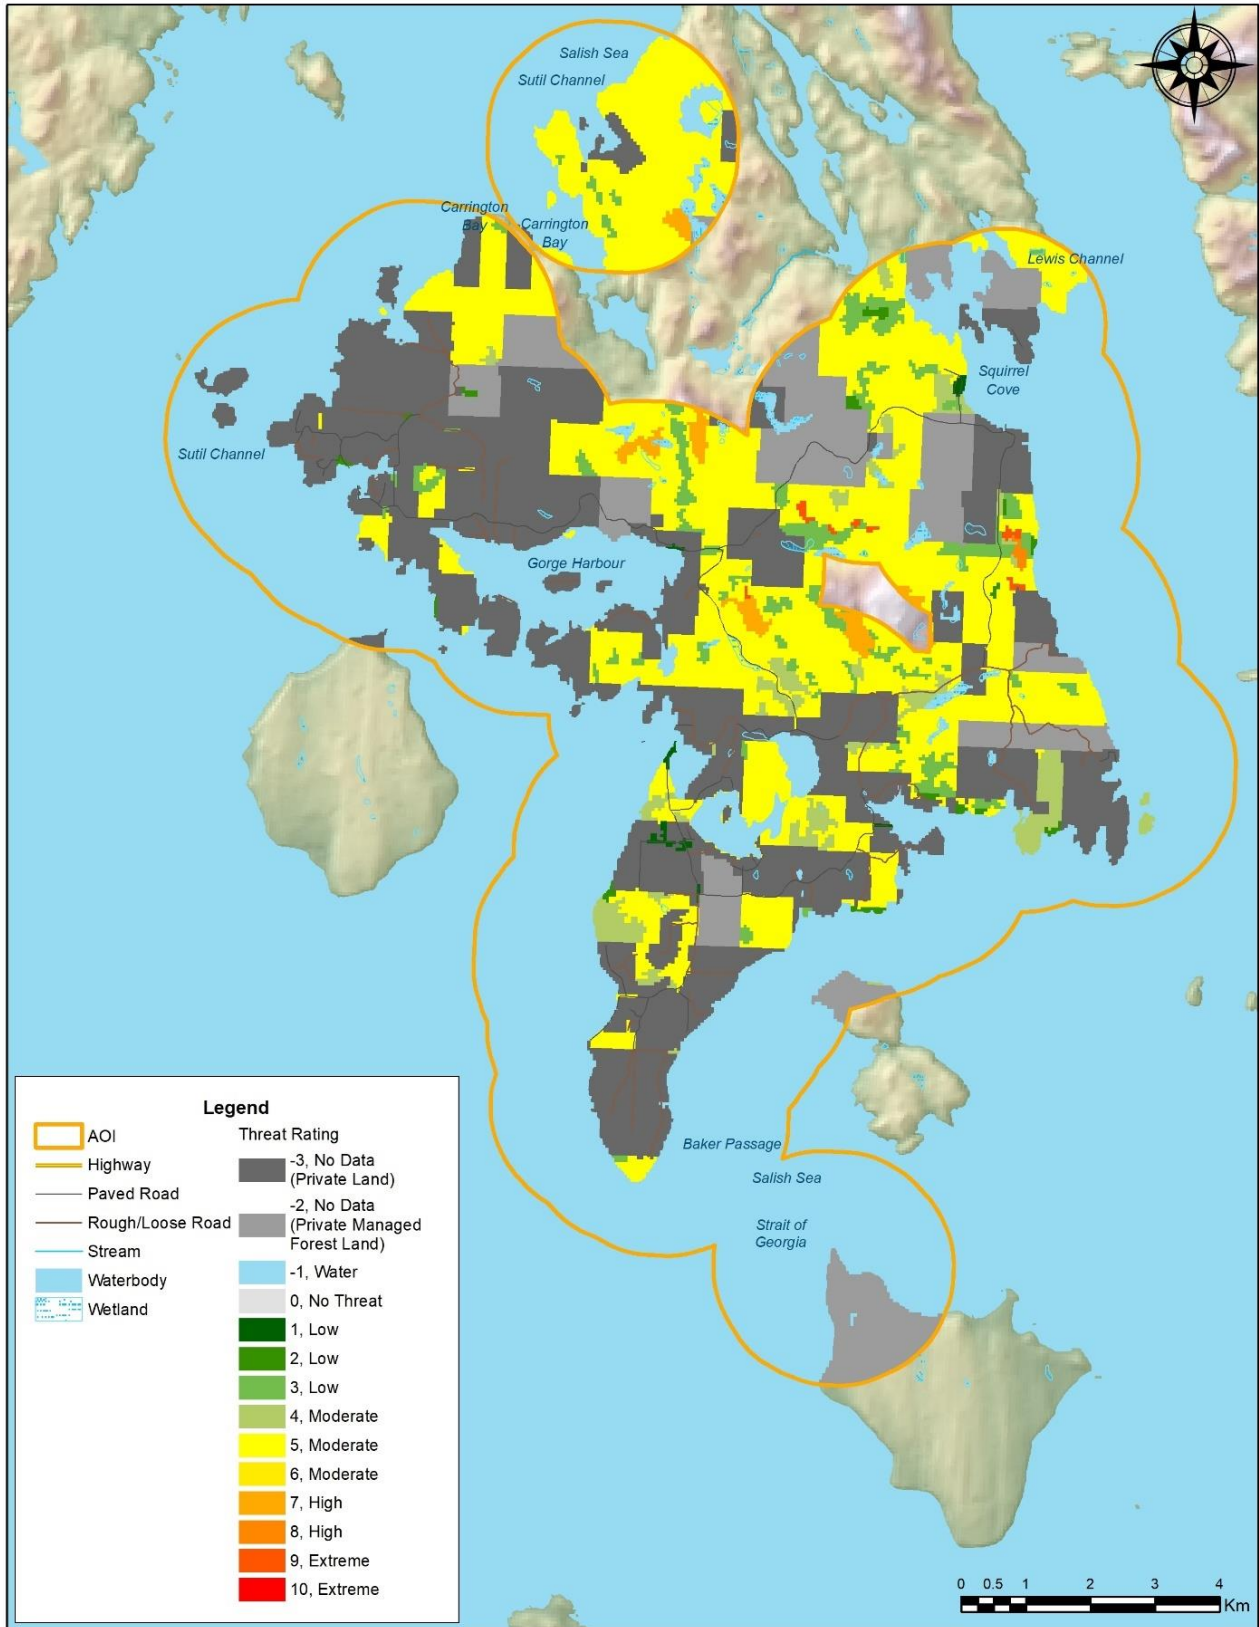 Salish Sea
Sutil Channel
Carrington
Bay
Carrington
Bay
Lewis Channel
Squirrel
Cove
Sutil Channel
Gorge Harbour
Baker Passage
Salish Sea
Strait of
Georgia
Legend
AOI
Highway
Paved Road
Rough/Loose Road
Stream
Waterbody
Wetland
Threat Rating
-3, No Data
(Private Land)
-2, No Data
(Private Managed
Forest Land)
-1, Water
0, No Threat
1, Low
2, Low
3, Low
4, Moderate
5, Moderate
6, Moderate
7, High
8, High
9, Extreme
10, Extreme
0 0.5 1 2 3 4
Km